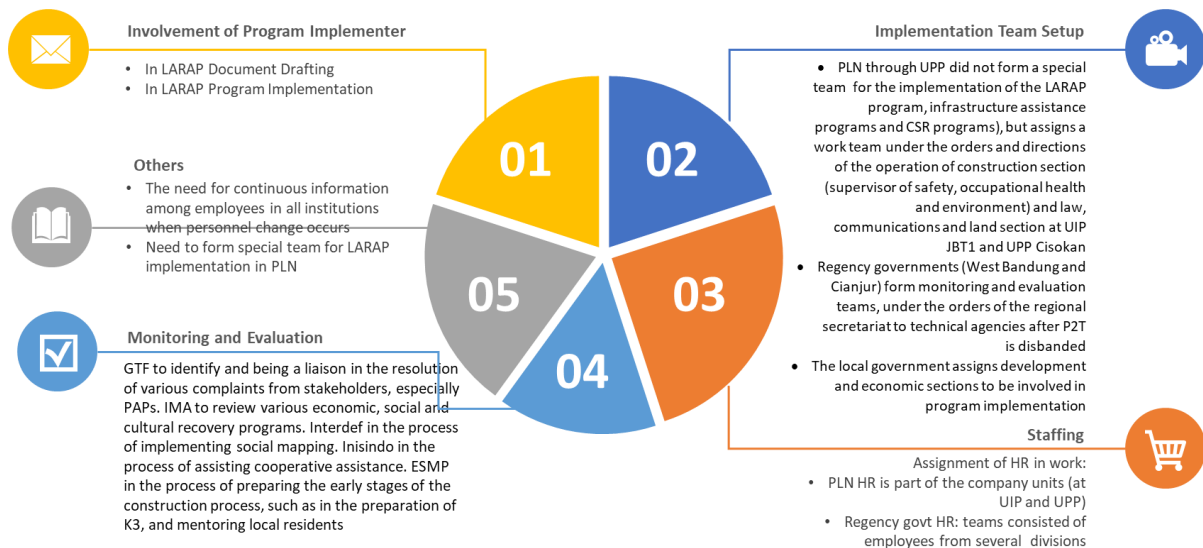 Involvement of Program Implementer
• In LARAP Document Drafting
• In LARAP Program Implementation
Others
• The need for continuous information
among employees in all institutions
when personnel change occurs
• Need to form special team for LARAP
implementation in PLN
Monitoring and Evaluation
GTF to identify and being a liaison in the resolution
of various complaints from stakeholders, especially
PAPs. IMA to review various economic, social and
cultural recovery programs. Interdef in the process
of implementing social mapping. Inisindo in the
process of assisting cooperative assistance. ESMP
in the process of preparing the early stages of the
construction process, such as in the preparation of
K3, and mentoring local residents
01
02
03
04
05
Implementation Team Setup
• PLN through UPP did not form a special
team for the implementation of the LARAP
program, infrastructure assistance
programs and CSR programs), but assigns a
work team under the orders and directions
of the operation of construction section
(supervisor of safety, occupational health
and environment) and law,
communications and land section at UIP
JBT1 and UPP Cisokan
• Regency governments (West Bandung and
Cianjur) form monitoring and evaluation
teams, under the orders of the regional
secretariat to technical agencies after P2T
is disbanded
• The local government assigns development
and economic sections to be involved in
program implementation
Staffing
Assignment of HR in work:
• PLN HR is part of the company units (at
UIP and UPP)
• Regency govt HR: teams consisted of
employees from several divisions